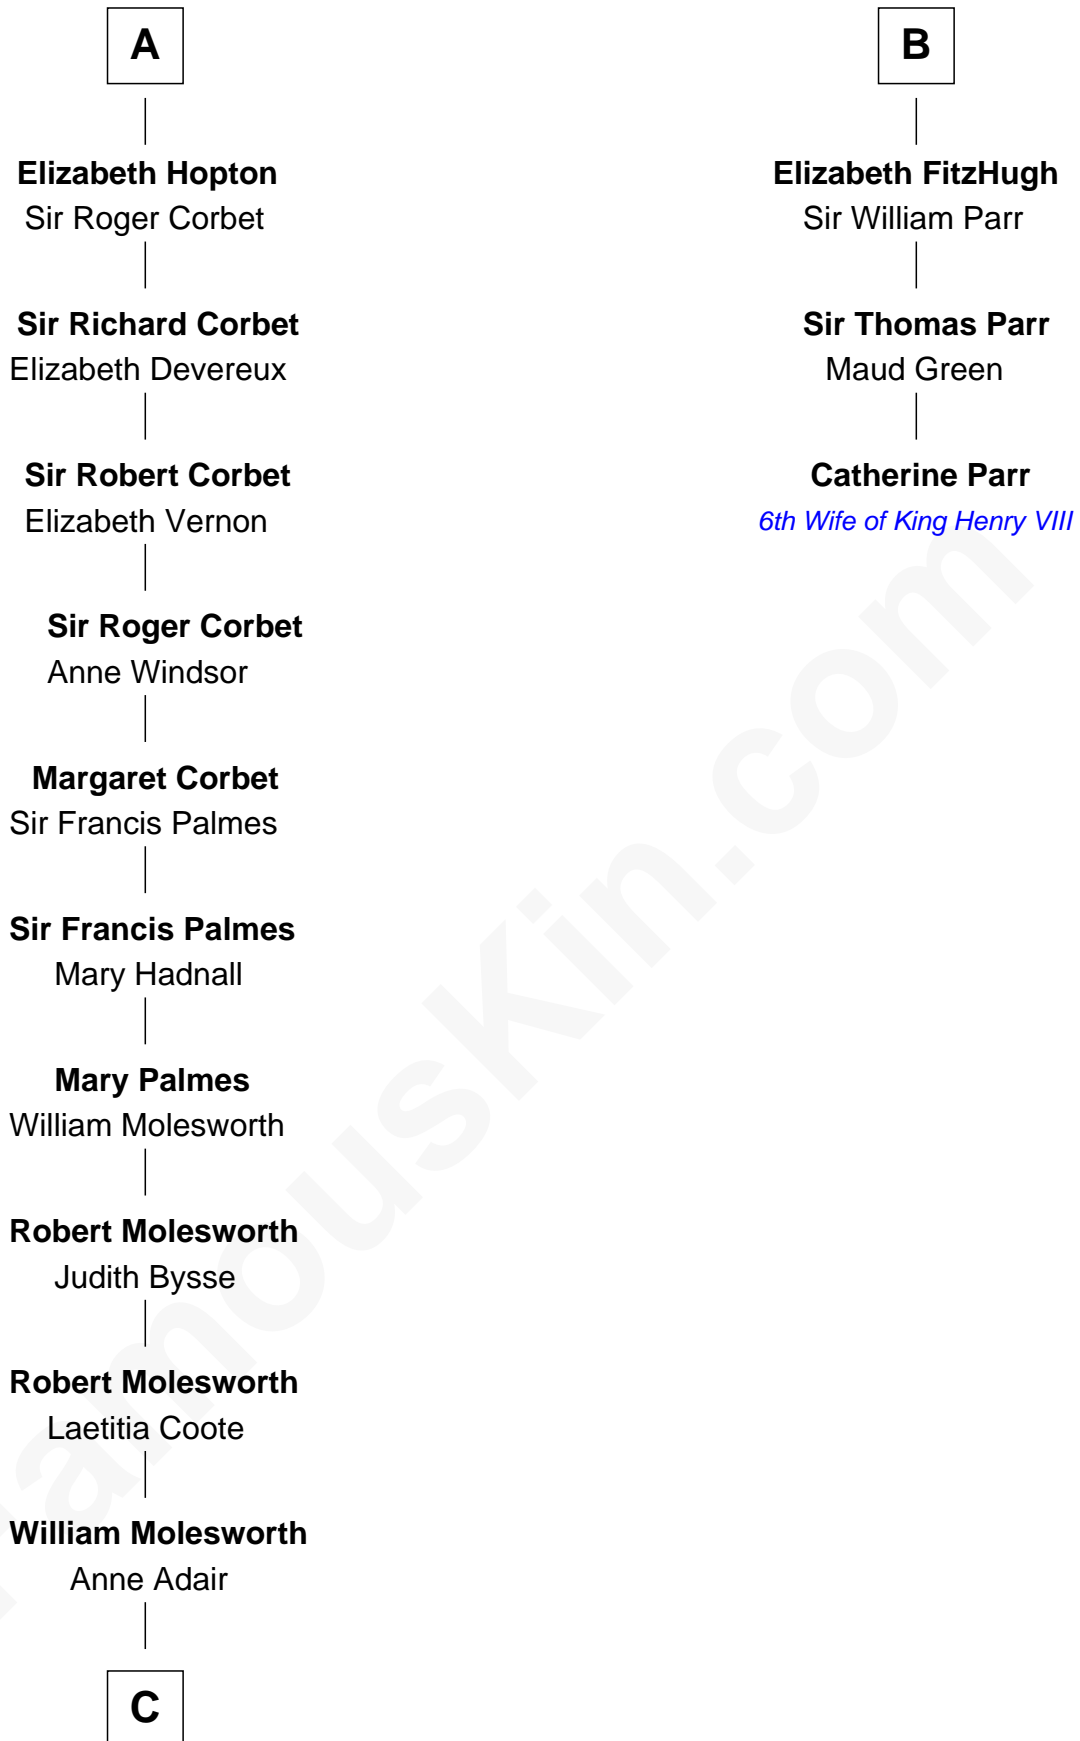 A
Elizabeth Hopton
Sir Roger Corbet
Sir Richard Corbet
Elizabeth Devereux
Sir Robert Corbet
Elizabeth Vernon
Sir Roger Corbet
Anne Windsor
Margaret Corbet
Sir Francis Palmes
Sir Francis Palmes
Mary Hadnall
Mary Palmes
William Molesworth
Robert Molesworth
Judith Bysse
Robert Molesworth
Laetitia Coote
William Molesworth
Anne Adair
C
B
Elizabeth FitzHugh
Sir William Parr
Sir Thomas Parr
Maud Green
Catherine Parr
6th Wife of King Henry VIII
FamousKin.com